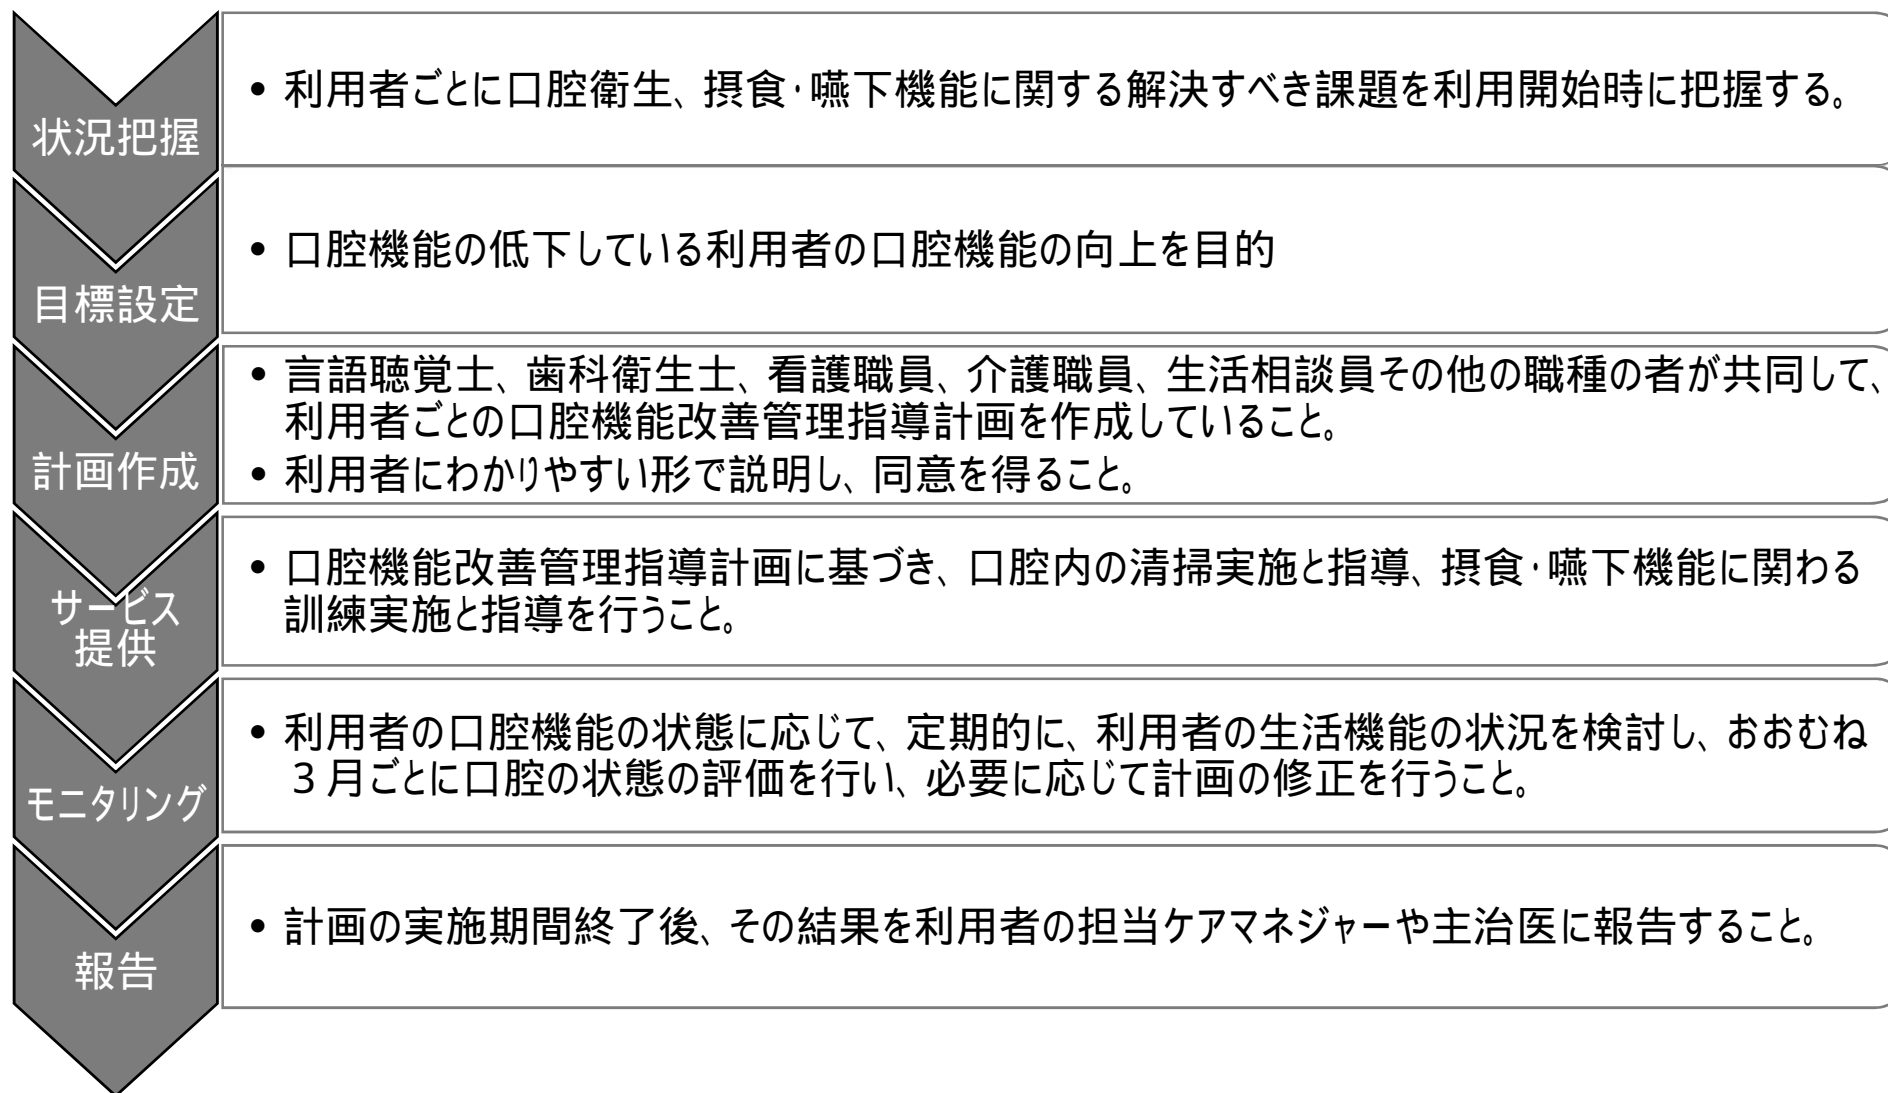 状況把握
• 利用者ごとに口腔衛生、摂食・嚥下機能に関する解決すべき課題を利用開始時に把握する。
目標設定
• 口腔機能の低下している利用者の口腔機能の向上を目的
計画作成
• 言語聴覚士、歯科衛生士、看護職員、介護職員、生活相談員その他の職種の者が共同して、
利用者ごとの口腔機能改善管理指導計画を作成していること。
• 利用者にわかりやすい形で説明し、同意を得ること。
サービス
提供
• 口腔機能改善管理指導計画に基づき、口腔内の清掃実施と指導、摂食・嚥下機能に関わる
訓練実施と指導を行うこと。
モニタリング
• 利用者の口腔機能の状態に応じて、定期的に、利用者の生活機能の状況を検討し、おおむね
３月ごとに口腔の状態の評価を行い、必要に応じて計画の修正を行うこと。
報告
• 計画の実施期間終了後、その結果を利用者の担当ケアマネジャーや主治医に報告すること。